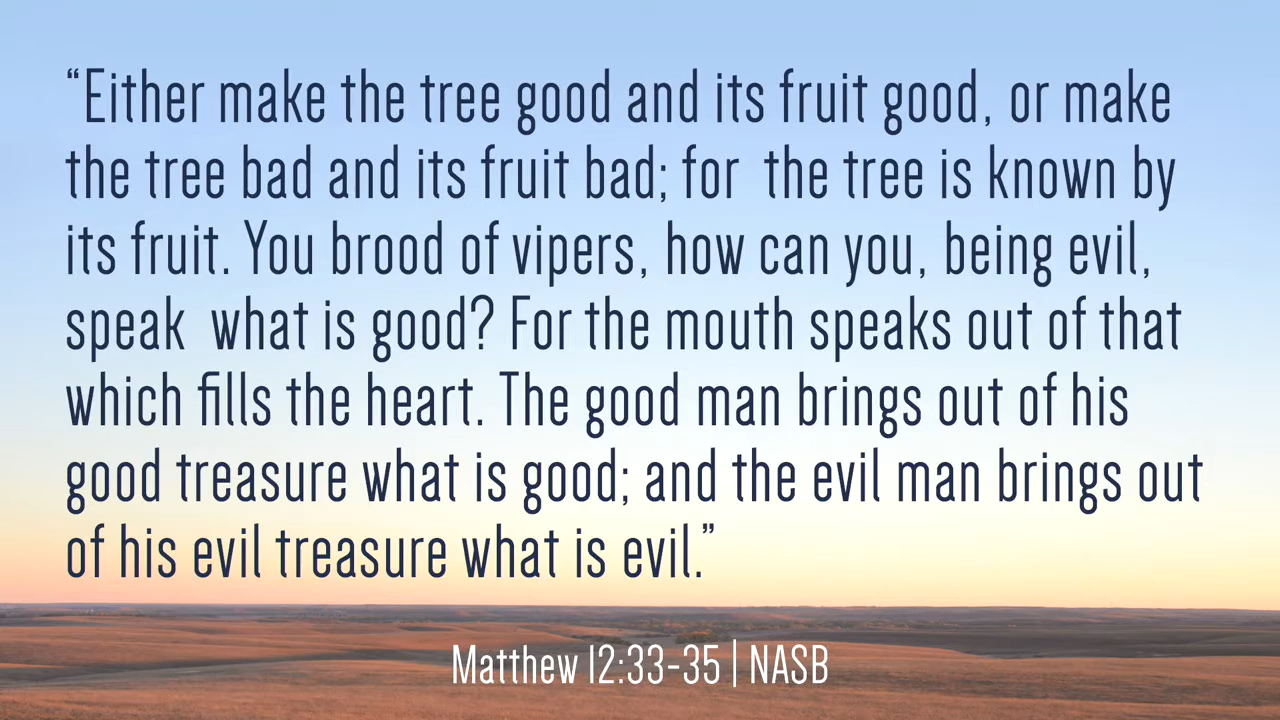 “Either make the tree good and its fruit good, or make
the tree bad and its fruit bad; for the tree is known by
its fruit. You brood of vipers, how can you, being evil,
speak what is good? For the mouth speaks out of that
which fills the heart. The good man brings out of his
good treasure what is good; and the evil man brings out
of his evil treasure what is evil.”
Matthew 12:33-35 | NASB